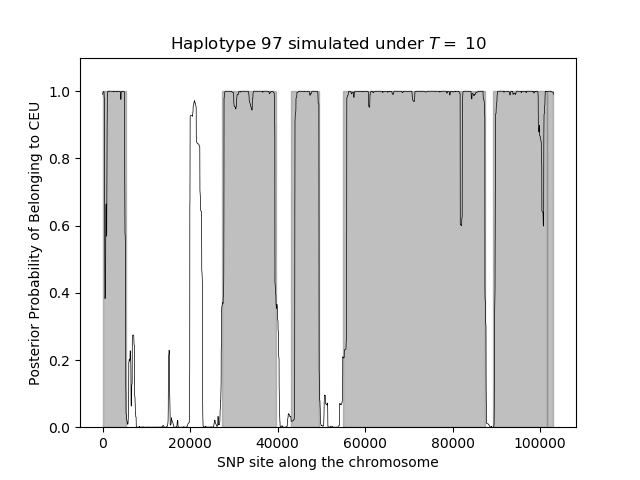 Haplotype 97 simulated under T = 10
Posterior Probability of Belonging to CEU
1.0
0.8
0.6
0.4
0.2
0.0
0 20000 40000 60000 80000 100000
SNP site along the chromosome